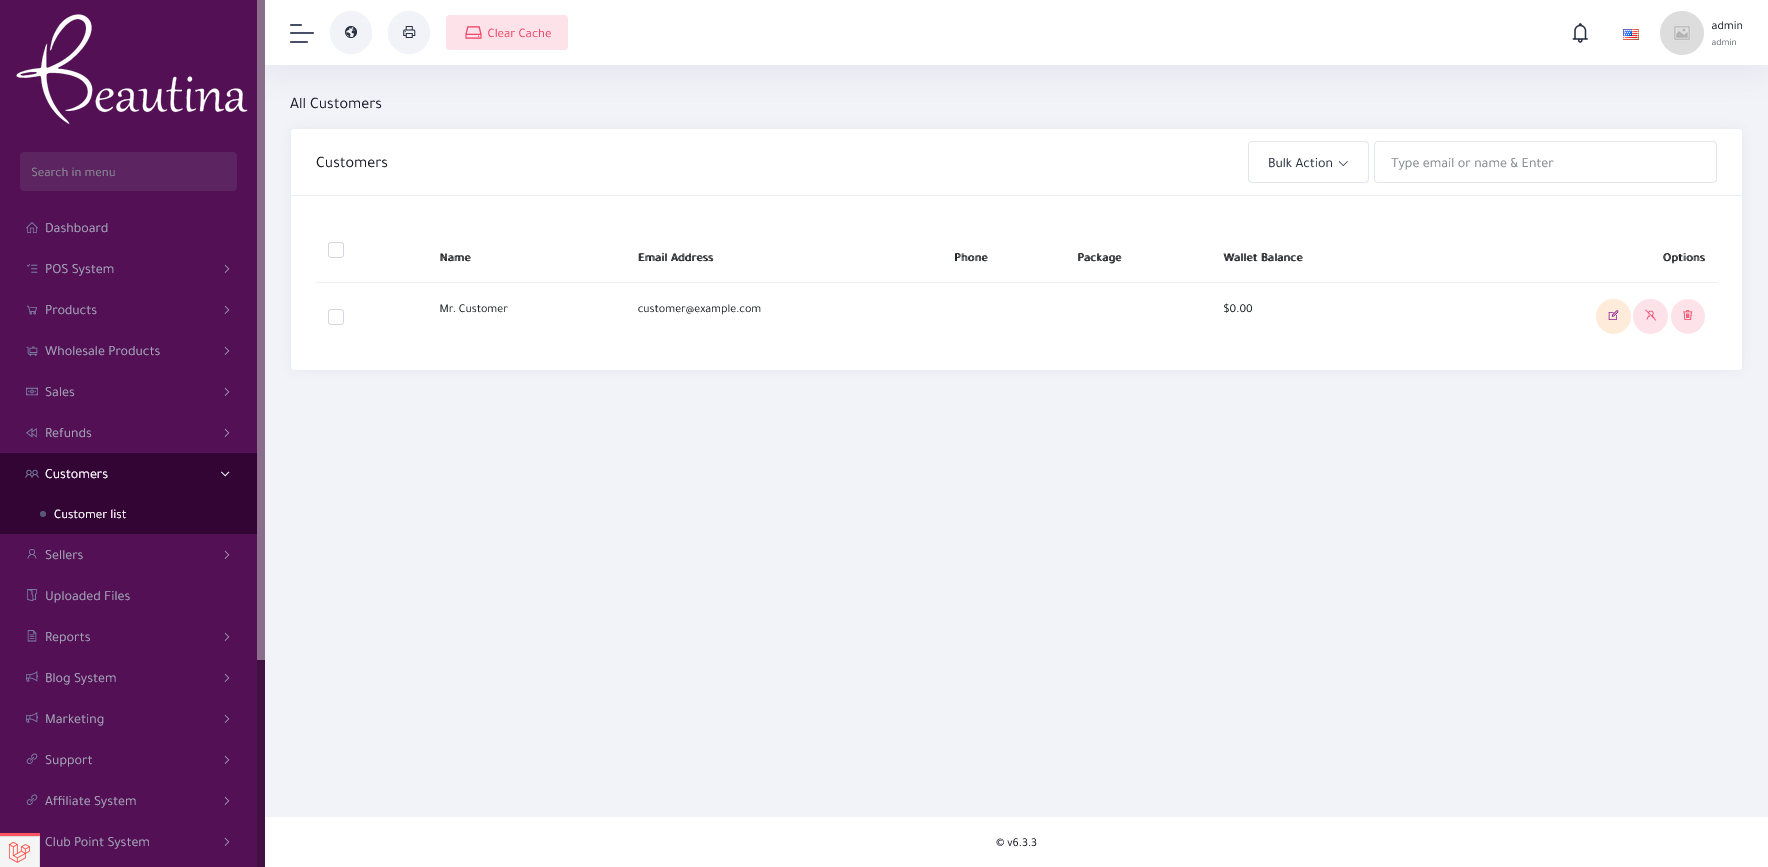 Beautina
Search in menu
Dashboard
POS System
Products
Wholesale Products
Sales
Refunds
Customers
Customer list
Sellers
Uploaded Files
Reports
Blog System
Marketing
Support
Affiliate System
Club Point System
Clear Cache
admin
admin
All Customers
Customers
Bulk Action
Type email or name & Enter
Name Email Address Phone Package Wallet Balance Options
Mr. Customer customer@example.com $0.00
© v6.3.3